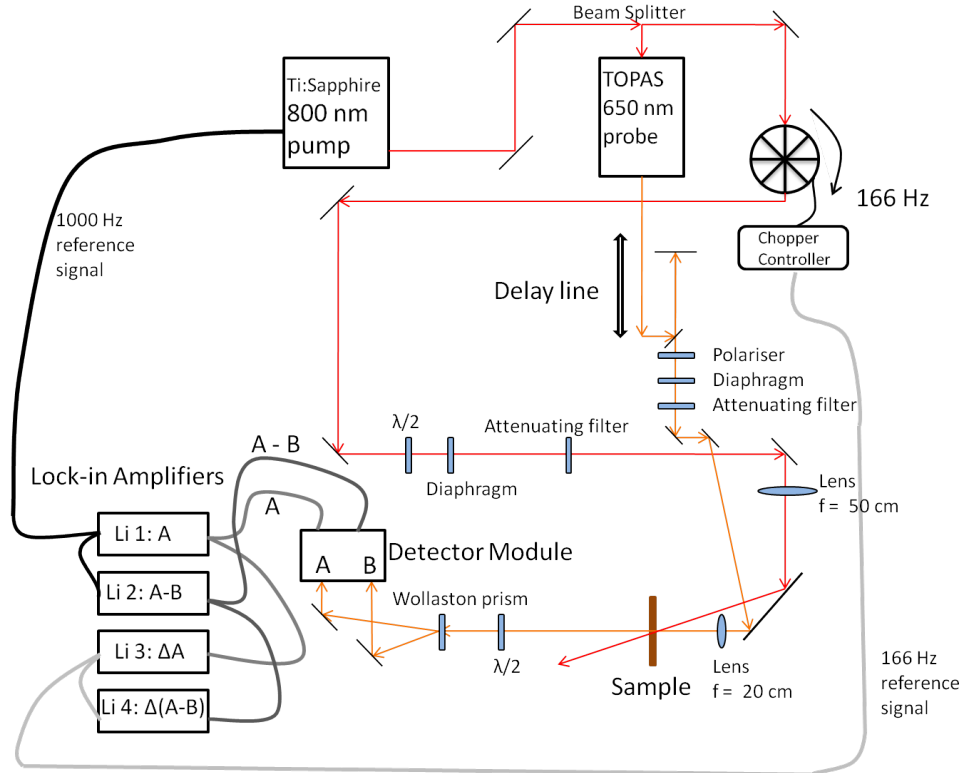 Beam Splitter
Ti:Sapphire
800 nm
pump
TOPAS
650 nm
probe
166 Hz
1000 Hz
reference
signal
Chopper
Controller
Delay line
Polariser
Diaphragm
Attenuating filter
λ/2
Attenuating filter
A - B
Diaphragm
Lock-in Amplifiers
Lens
f = 50 cm
A
Li 1: A
Detector Module
A B
Li 2: A-B
Wollaston prism
Li 3: ΔA
λ/2
Lens
f = 20 cm
Sample
166 Hz
reference
signal
Li 4: Δ(A-B)